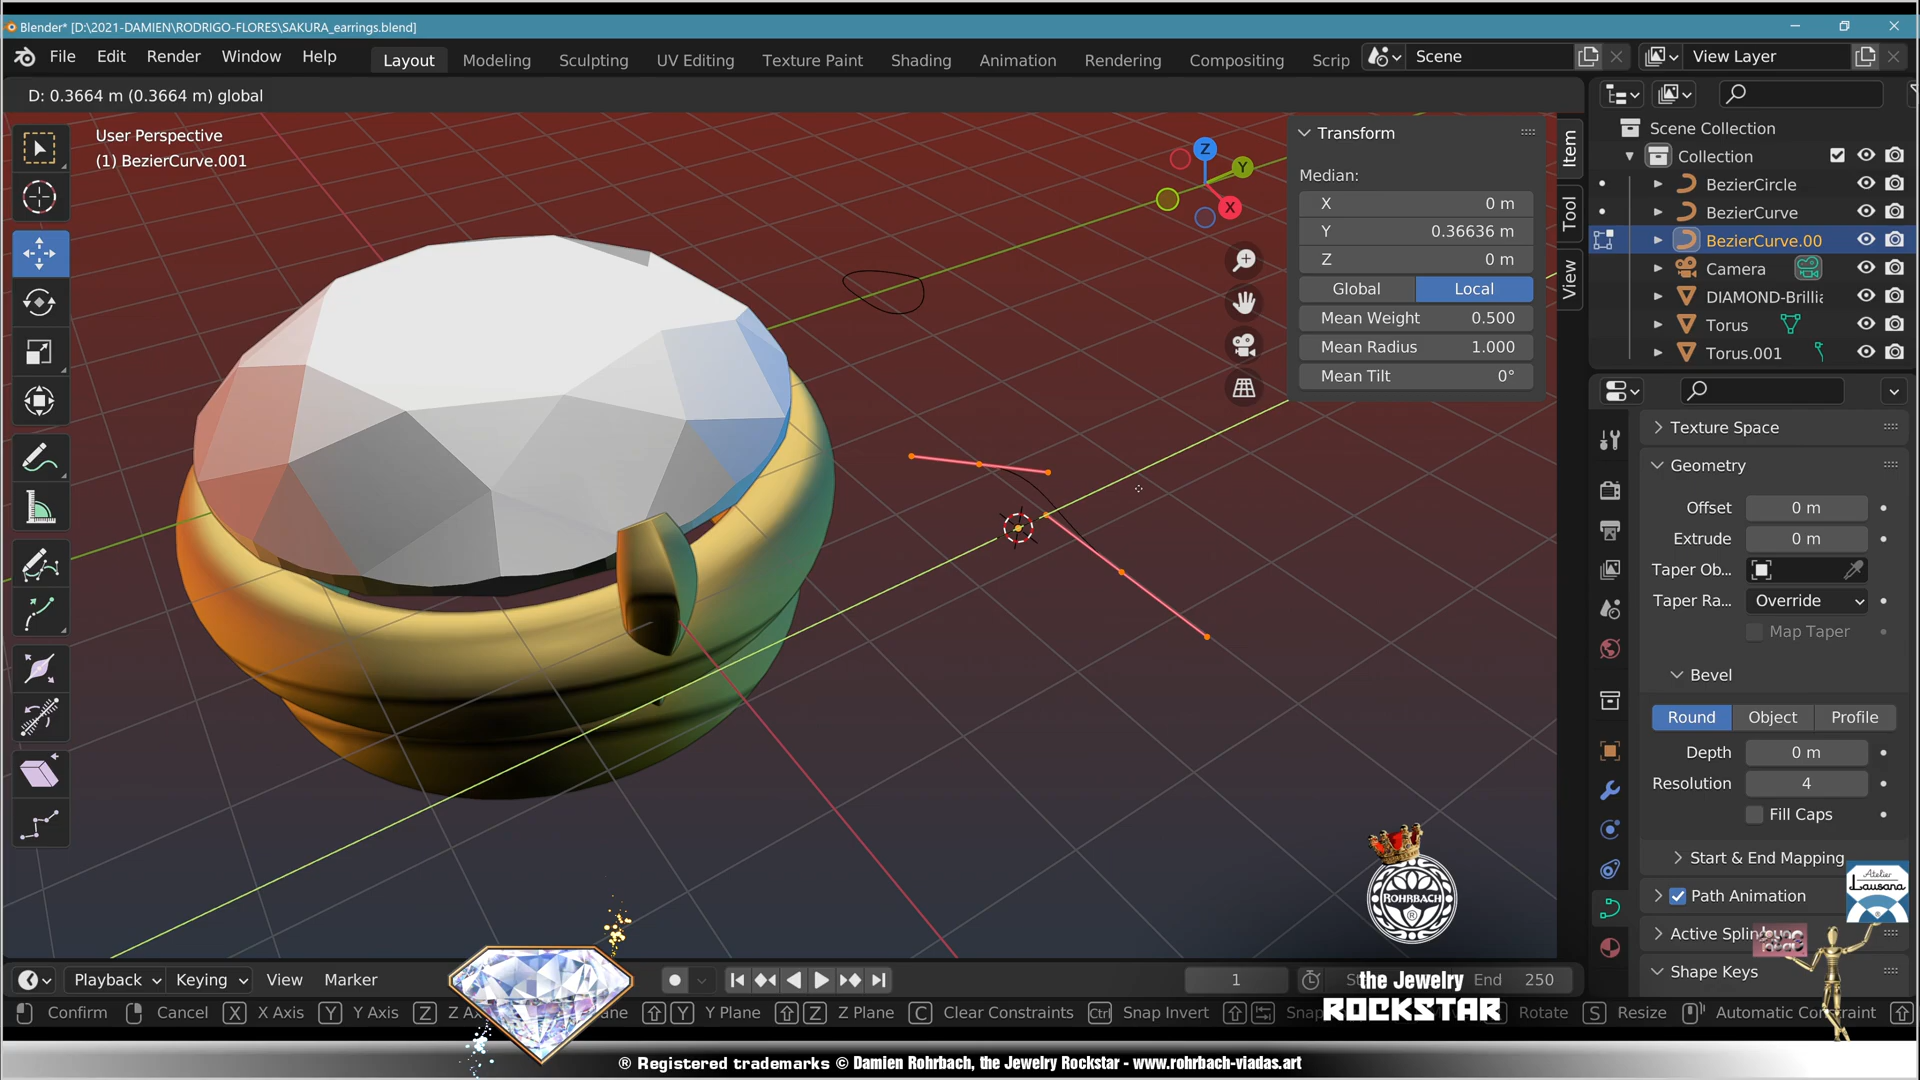 Blender* [D:\2021-DAMIEN\RODRIGO-FLORES\SAKURA_earrings.blend]
File Edit Render Window Help Layout Modeling Sculpting UV Editing Texture Paint Shading Animation Rendering Compositing Scrip Scene View Layer
D: 0.3664 m (0.3664 m) global
User Perspective
(1) BezierCurve.001
Z
Y
X
Transform
Median:
X 0 m
Y 0.36636 m
Z 0 m
Global Local
Mean Weight 0.500
Mean Radius 1.000
Mean Tilt 0°
Item
Tool
View
Scene Collection
Collection
BezierCircle
BezierCurve
BezierCurve.00
Camera
DIAMOND-Brillia
Torus
Torus.001
Texture Space
Geometry
Offset 0 m
Extrude 0 m
Taper Ob...
Taper Ra... Override
Map Taper
Bevel
Round Object Profile
Depth 0 m
Resolution 4
Fill Caps
Start & End Mapping
Path Animation
Active Splin
Shape Keys
Atelier
Lausana
ROHRBACH
®
Playback Keying View Marker 1 End 250
the Jewelry
ROCKSTAR
Confirm Cancel X X Axis Y Y Axis Z Z A ane Y Y Plane Z Z Plane C Clear Constraints Ctrl Snap Invert Snap Rotate S Resize Automatic Constraint
® Registered trademarks © Damien Rohrbach, the Jewelry Rockstar - www.rohrbach-viadas.art